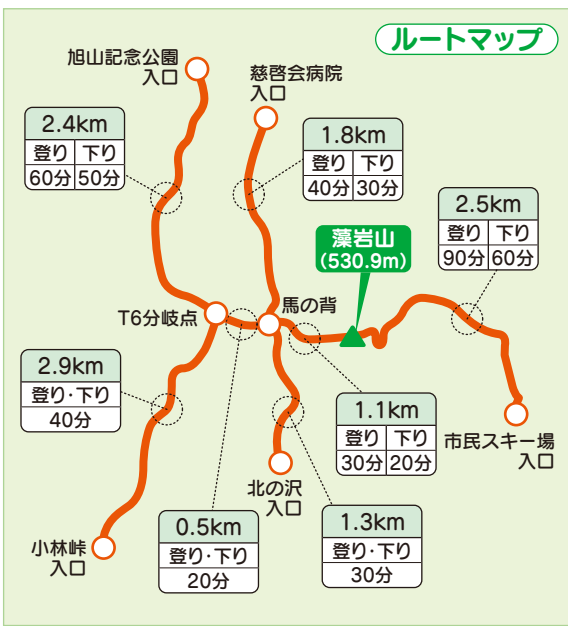 ルートマップ
旭山記念公園
入口
慈啓会病院
入口
2.4km
登り 下り
60分 50分
1.8km
登り 下り
40分 30分
2.5km
登り 下り
90分 60分
藻岩山
(530.9m)
馬の背
T6分岐点
2.9km
登り・下り
40分
1.1km
登り 下り
30分 20分
市民スキー場
入口
北の沢
入口
0.5km
登り・下り
20分
1.3km
登り・下り
30分
小林峠
入口